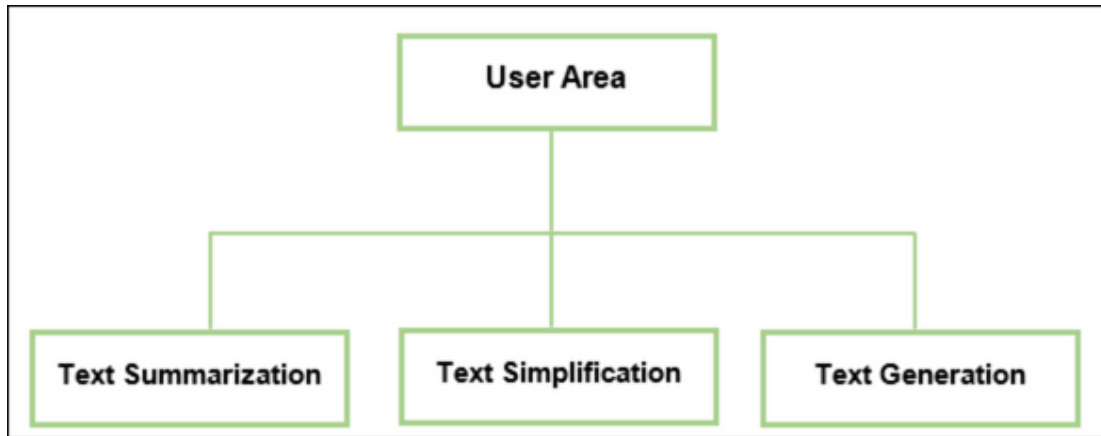 User Area
Text Summarization
Text Simplification
Text Generation